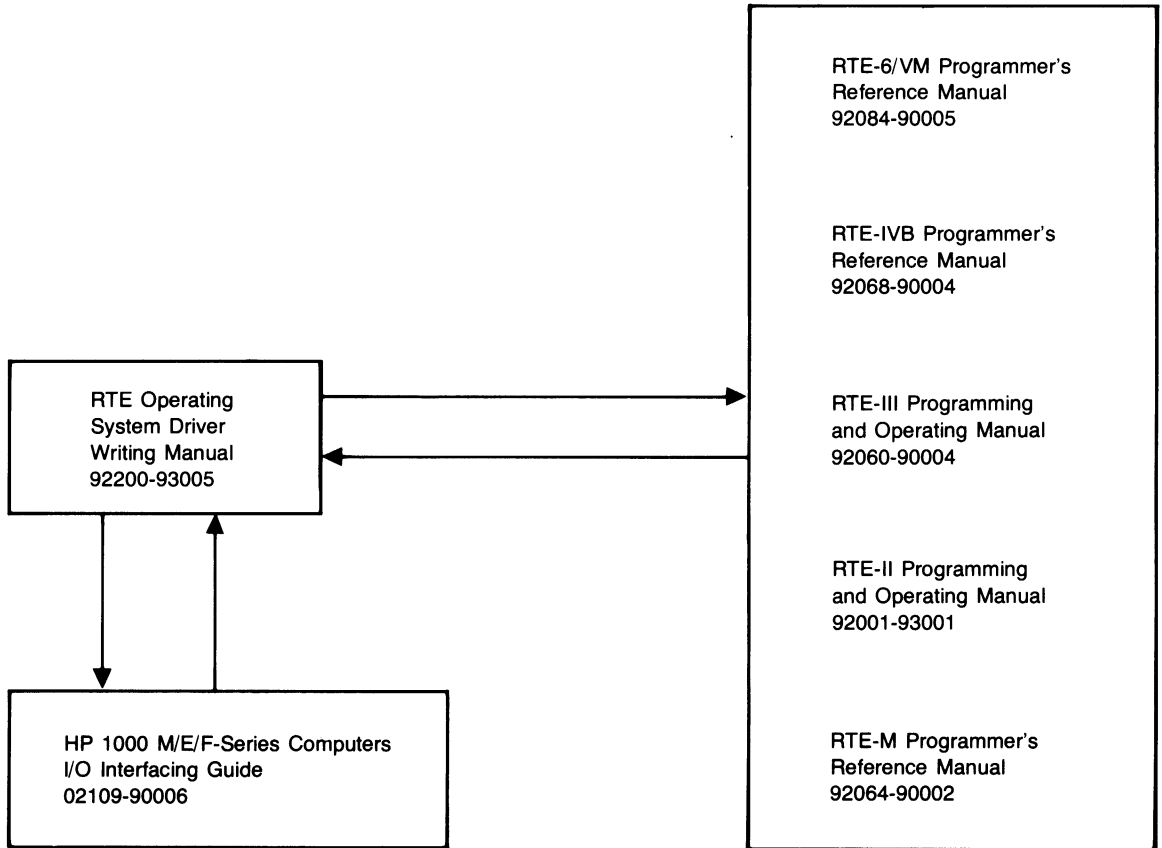 RTE-6/VM Programmer's
Reference Manual
92084-90005
RTE-IVB Programmer's
Reference Manual
92068-90004
RTE-III Programming
and Operating Manual
92060-90004
RTE-II Programming
and Operating Manual
92001-93001
RTE-M Programmer's
Reference Manual
92064-90002
RTE Operating
System Driver
Writing Manual
92200-93005
HP 1000 M/E/F-Series Computers
I/O Interfacing Guide
02109-90006